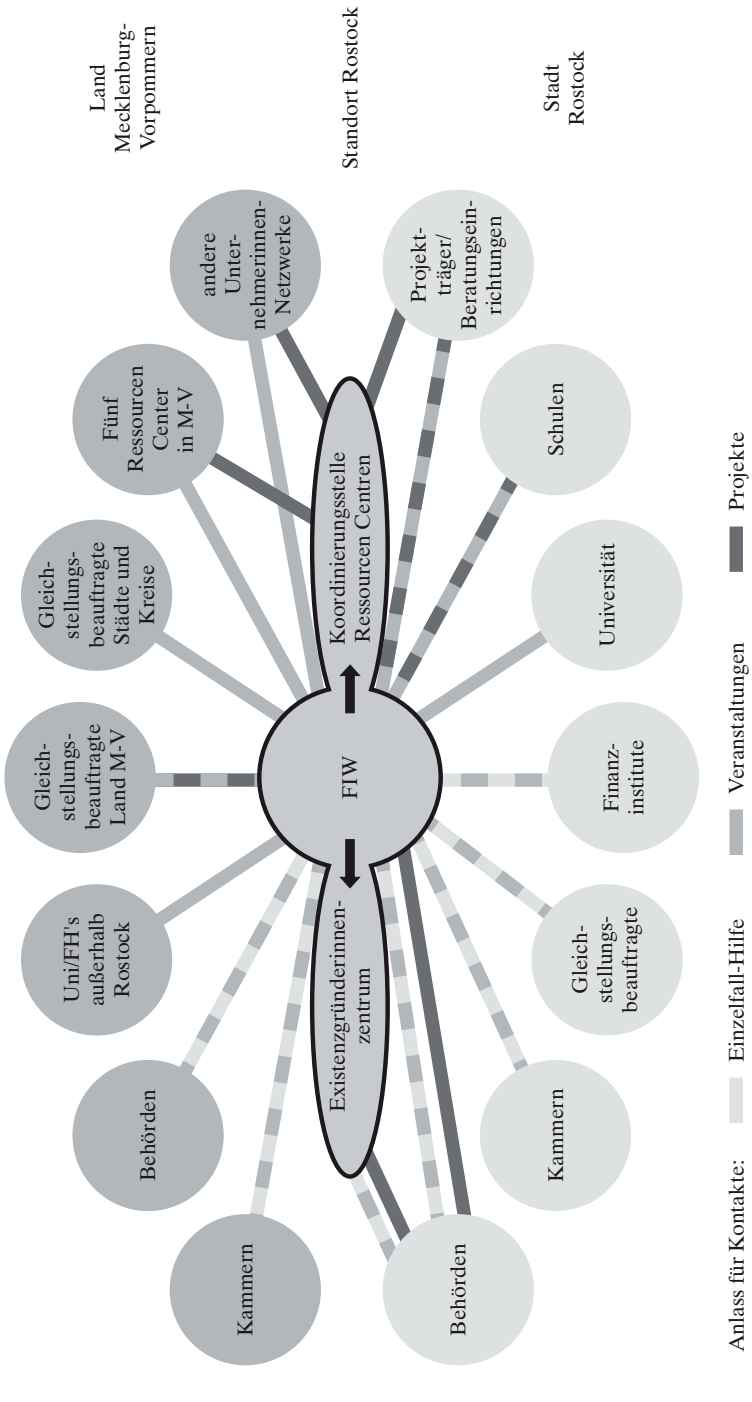 Land
Mecklenburg-
Vorpommern
Standort Rostock
Stadt
Rostock
Kammern
Behörden
Uni/FH's
außerhalb
Rostock
Gleich-
stellungs-
beauftragte
Land M-V
Gleich-
stellungs-
beauftragte
Städte und
Kreise
Fünf
Ressourcen
Center
in M-V
andere
Unter-
nehmerinnen-
Netzwerke
Existenzgründerinnen-
zentrum
FIW
Koordinierungsstelle
Ressourcen Centren
Behörden
Kammern
Gleich-
stellungs-
beauftragte
Finanz-
institute
Universität
Schulen
Projekt-
träger/
Beratungsein-
richtungen
Anlass für Kontakte: Einzelfall-Hilfe Veranstaltungen Projekte